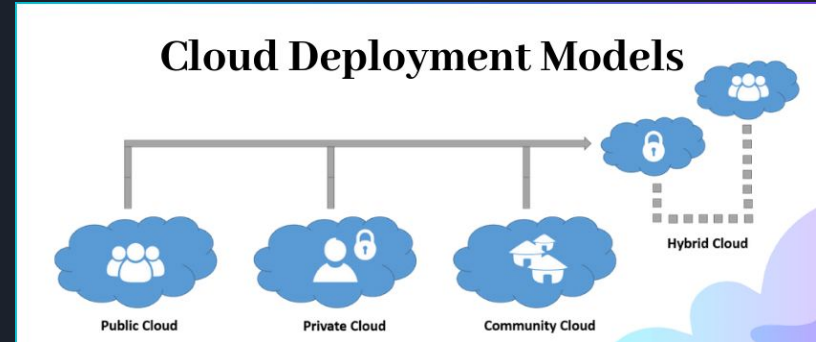 Cloud Deployment Models
Hybrid Cloud
Public Cloud
Private Cloud
Community Cloud